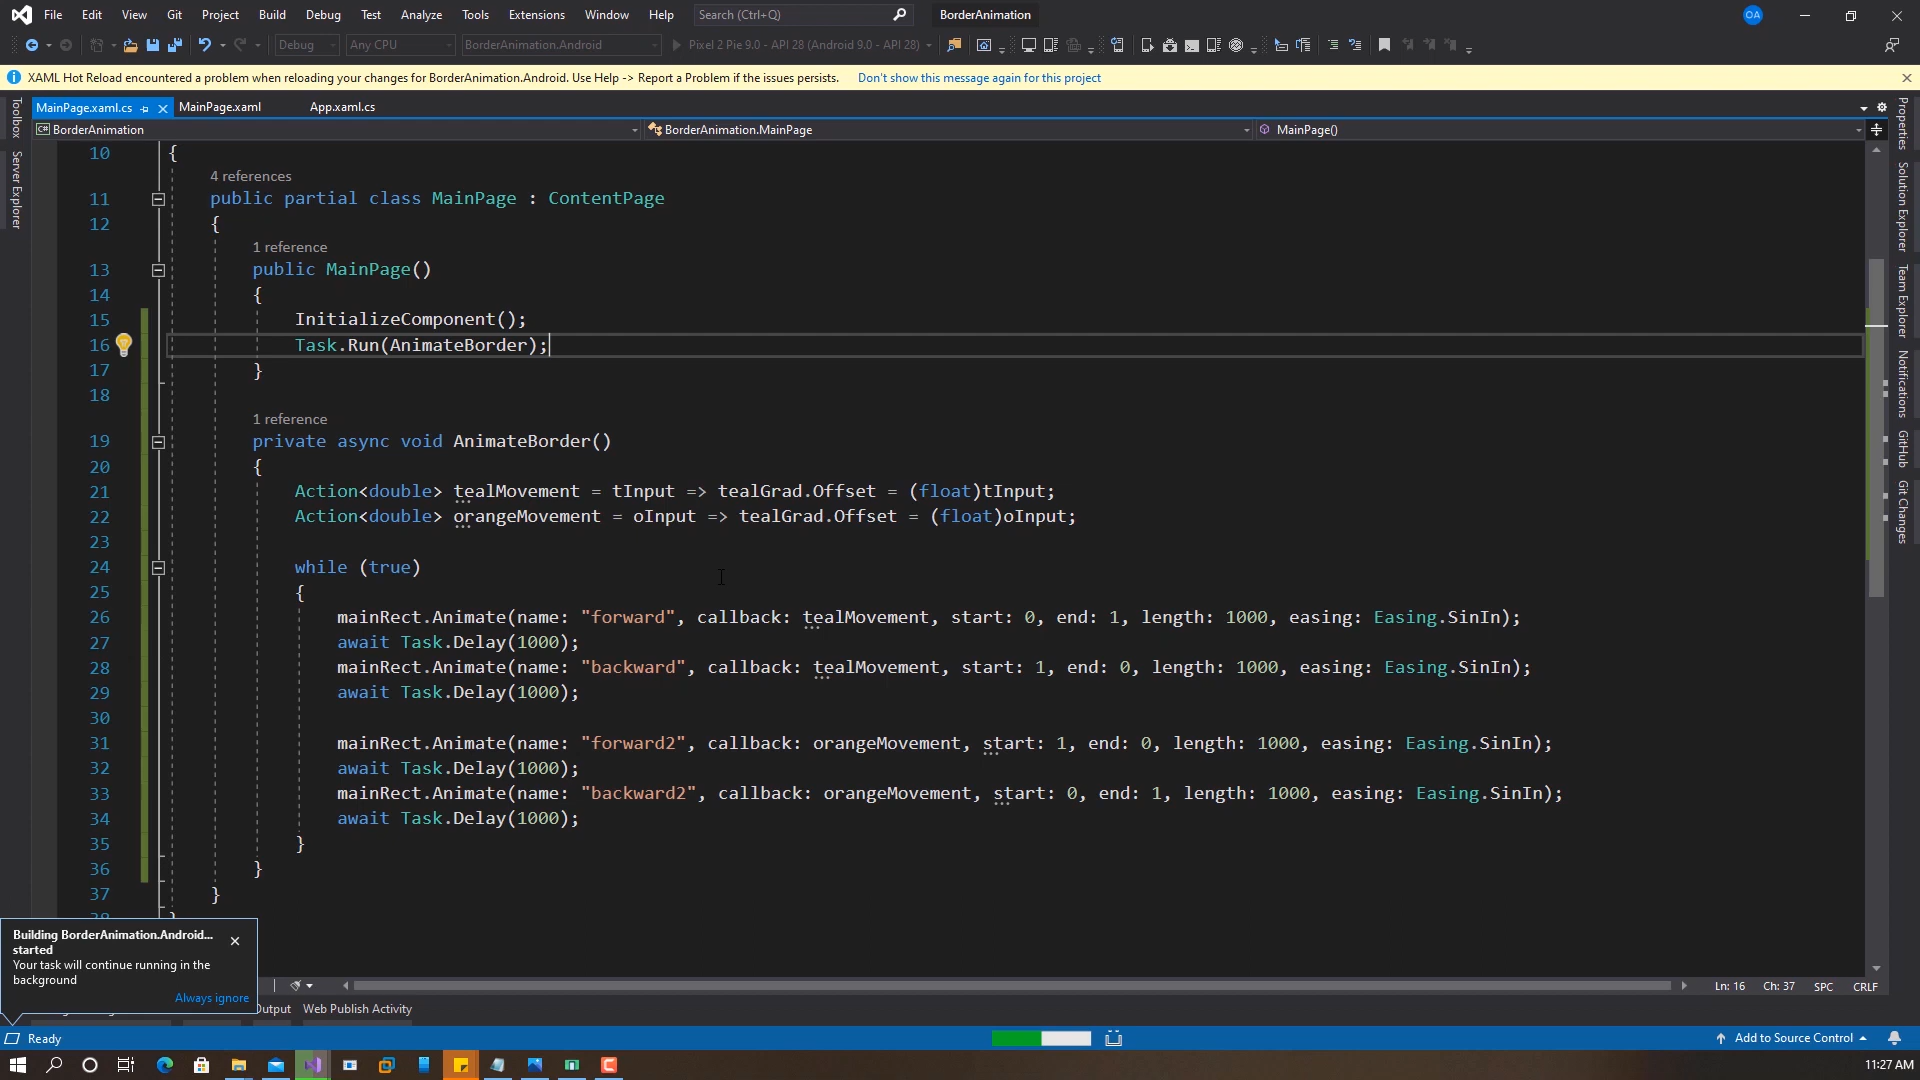 File Edit View Git Project Build Debug Test Analyze Tools Extensions Window Help Search (Ctrl+Q) BorderAnimation OA
Debug Any CPU BorderAnimation.Android Pixel 2 Pie 9.0 - API 28 (Android 9.0 - API 28)
XAML Hot Reload encountered a problem when reloading your changes for BorderAnimation.Android. Use Help -> Report a Problem if the issues persists. Don't show this message again for this project
MainPage.xaml.cs MainPage.xaml App.xaml.cs
BorderAnimation BorderAnimation.MainPage MainPage()
Toolbox
Server Explorer
Properties
Solution Explorer
Team Explorer
Notifications
GitHub
Git Changes
10 {
4 references
11 public partial class MainPage : ContentPage
12 {
1 reference
13 public MainPage()
14 {
15 InitializeComponent();
16 Task.Run(AnimateBorder);
17 }
18
1 reference
19 private async void AnimateBorder()
20 {
21 Action<double> tealMovement = tInput => tealGrad.Offset = (float)tInput;
22 Action<double> orangeMovement = oInput => tealGrad.Offset = (float)oInput;
23
24 while (true)
25 {
26 mainRect.Animate(name: "forward", callback: tealMovement, start: 0, end: 1, length: 1000, easing: Easing.SinIn);
27 await Task.Delay(1000);
28 mainRect.Animate(name: "backward", callback: tealMovement, start: 1, end: 0, length: 1000, easing: Easing.SinIn);
29 await Task.Delay(1000);
30
31 mainRect.Animate(name: "forward2", callback: orangeMovement, start: 1, end: 0, length: 1000, easing: Easing.SinIn);
32 await Task.Delay(1000);
33 mainRect.Animate(name: "backward2", callback: orangeMovement, start: 0, end: 1, length: 1000, easing: Easing.SinIn);
34 await Task.Delay(1000);
35 }
36 }
37 }
Building BorderAnimation.Android... started
Your task will continue running in the background
Always ignore
Ln: 16 Ch: 37 SPC CRLF
Web Publish Activity
Ready Add to Source Control
11:27 AM